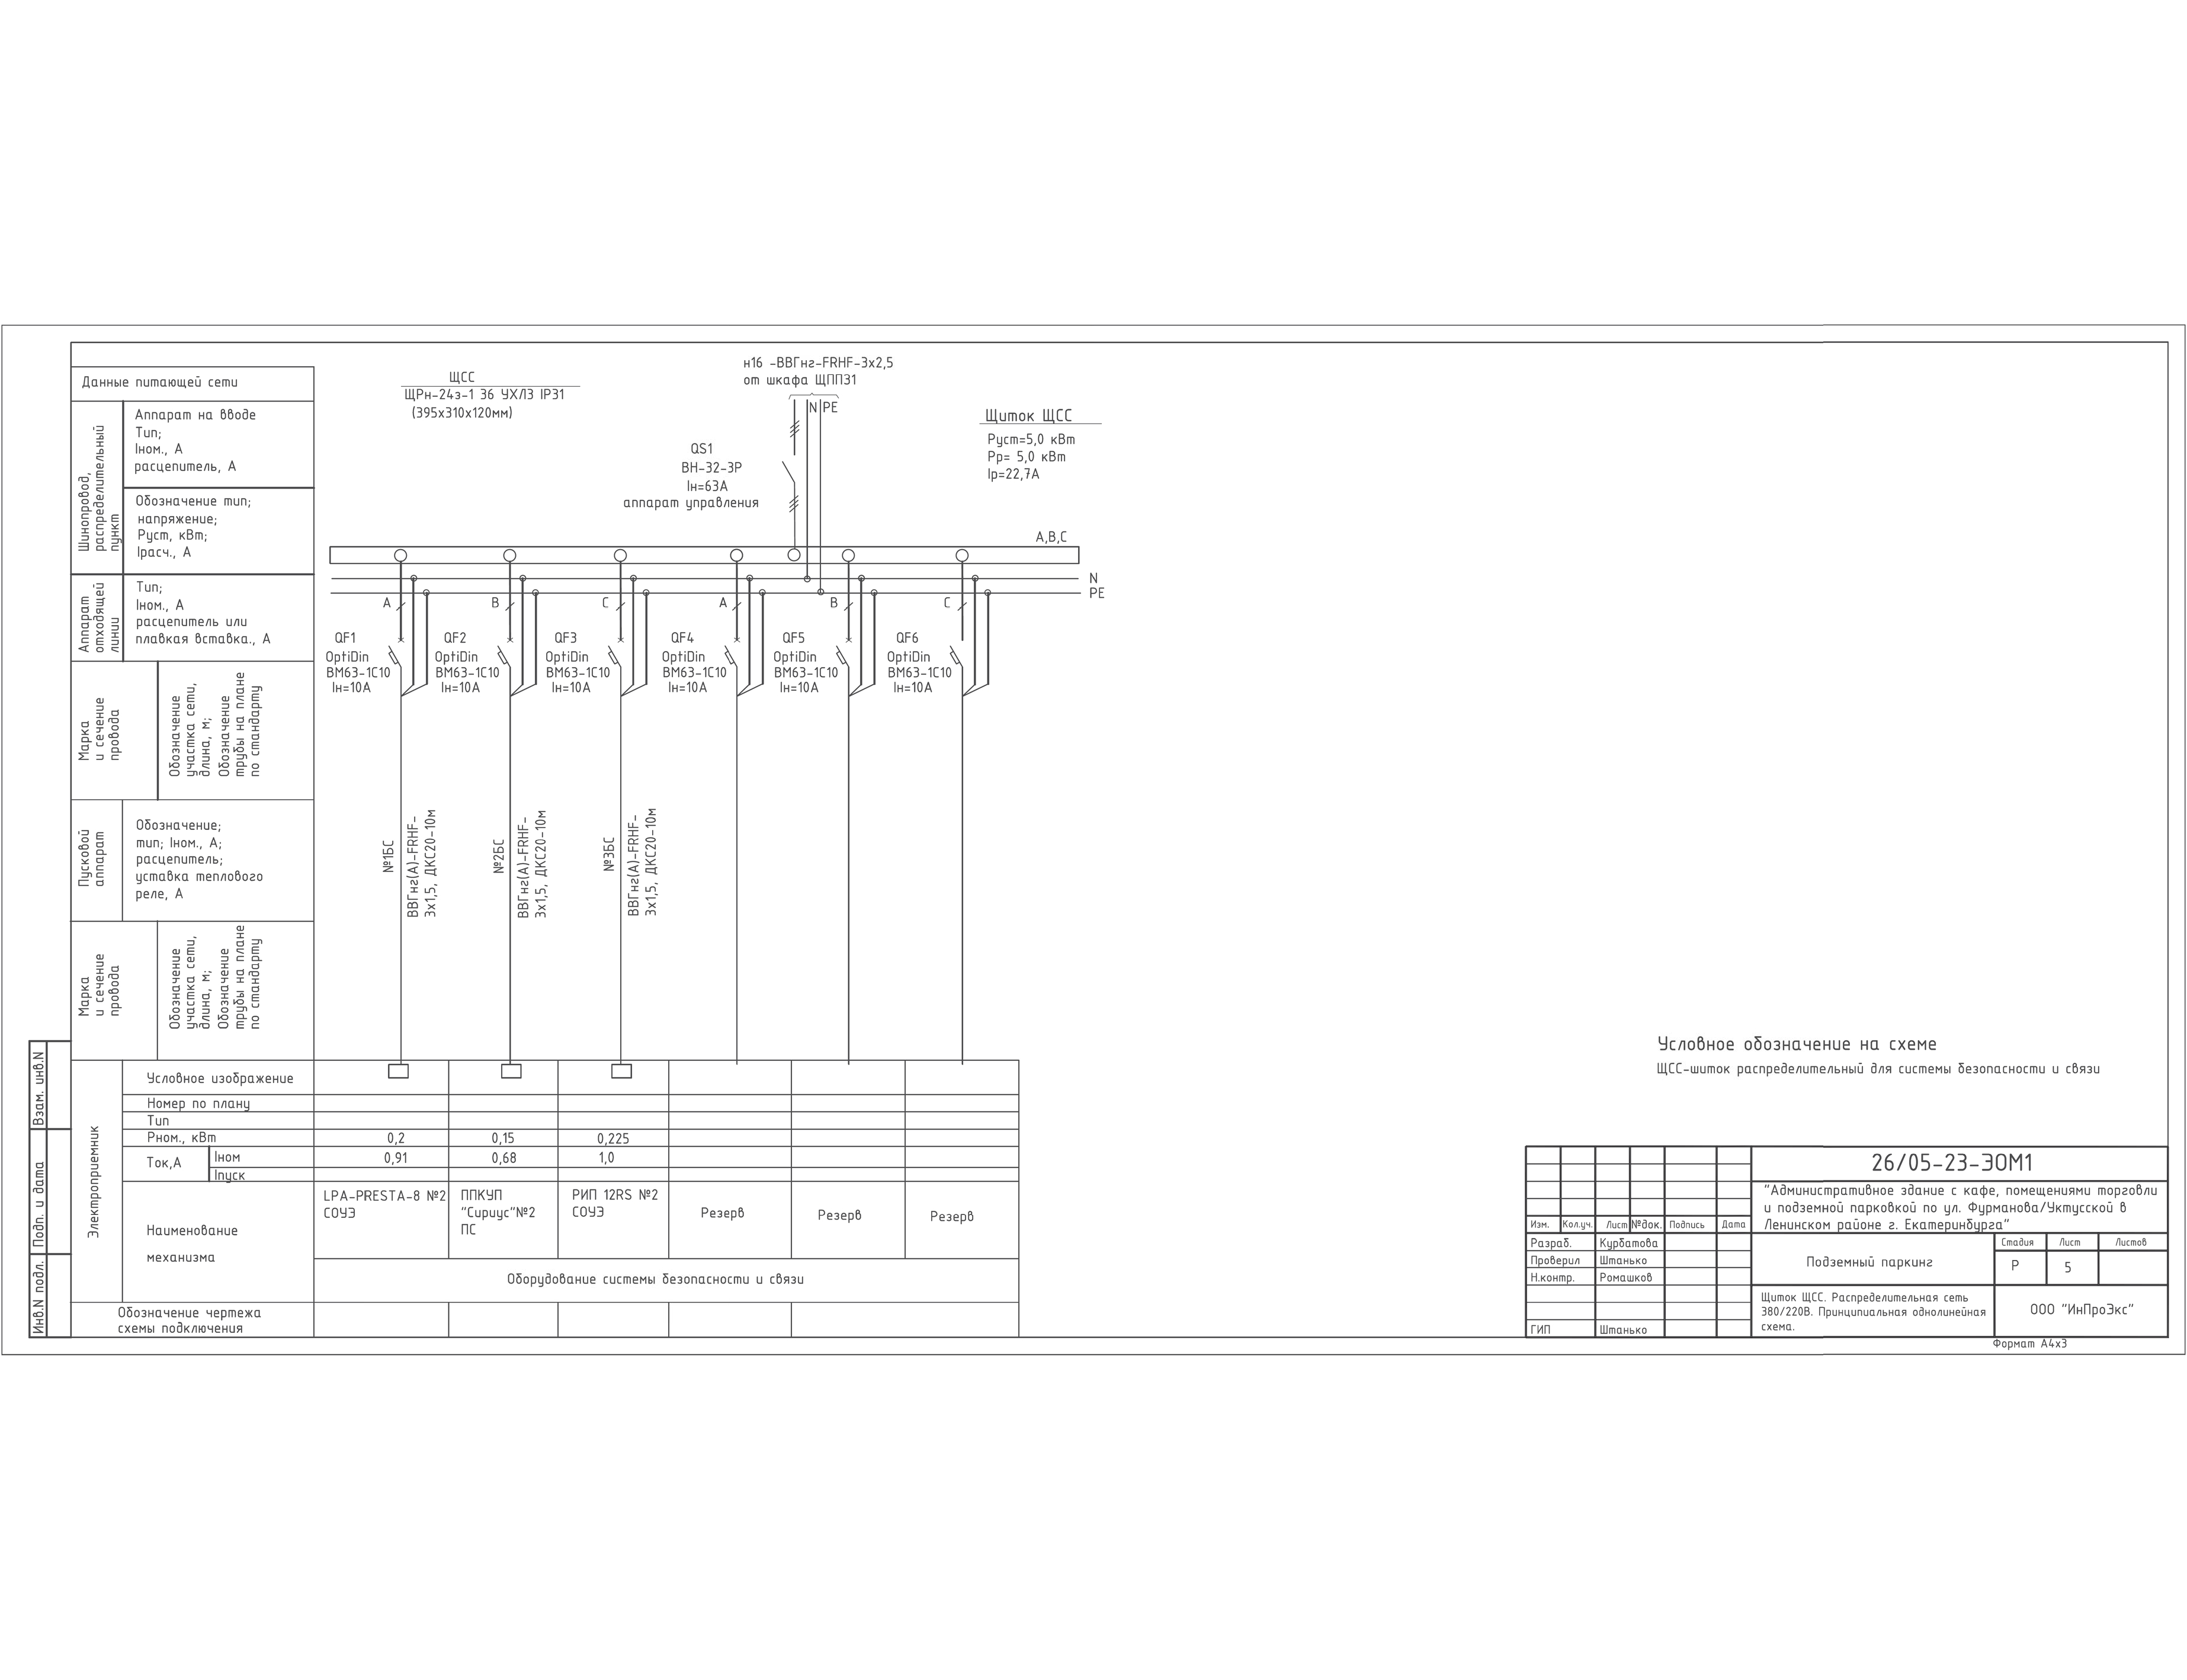 Данные питающей сети
Шинопровод,
распределительный
пункт
Аппарат на вводе
Тип;
Iном., А
расцепитель, А
Обозначение тип;
напряжение;
Руст, кВт;
Iрасч., А
Аппарат
отходящей
линии
Тип;
Iном., А
расцепитель или
плавкая вставка., А
Марка
и сечение
провода
Обозначение
участка сети,
длина, м;
Обозначение
трубы на плане
по стандарту
Пусковой
аппарат
Обозначение;
тип; Iном., А;
расцепитель;
уставка теплового
реле, А
Марка
и сечение
провода
Обозначение
участка сети,
длина, м;
Обозначение
трубы на плане
по стандарту
ЩСС
ЩРн-24з-1 36 УХЛ3 IP31
(395х310х120мм)
н16 -ВВГнг-FRHF-3х2,5
от шкафа ЩППЗ1
N PE
QS1
ВН-32-3Р
Iн=63А
аппарат управления
Щиток ЩСС
Руст=5,0 кВт
Рр= 5,0 кВт
Iр=22,7А
А,В,С
N
PE
А В С А В С
QF1
OptiDin
ВМ63-1С10
Iн=10А
QF2
OptiDin
ВМ63-1С10
Iн=10А
QF3
OptiDin
ВМ63-1С10
Iн=10А
QF4
OptiDin
ВМ63-1С10
Iн=10А
QF5
OptiDin
ВМ63-1С10
Iн=10А
QF6
OptiDin
ВМ63-1С10
Iн=10А
№1БС
ВВГнг(А)-FRHF-
3х1,5, ДКС20-10м
№2БС
ВВГнг(А)-FRHF-
3х1,5, ДКС20-10м
№3БС
ВВГнг(А)-FRHF-
3х1,5, ДКС20-10м
Электроприемник
Условное изображение
Номер по плану
Тип
Рном., кВт 0,2 0,15 0,225
Ток,А
Iном 0,91 0,68 1,0
Iпуск
Наименование
механизма
LPA-PRESTA-8 №2
СОУЭ
ППКУП
"Сириус"№2
ПС
РИП 12RS №2
СОУЭ
Резерв
Резерв
Резерв
Оборудование системы безопасности и связи
Обозначение чертежа
схемы подключения
Взам. инв.N
Подп. и дата
Инв.N подл.
Условное обозначение на схеме
ЩСС-шиток распределительный для системы безопасности и связи
26/05-23-ЭОМ1
"Административное здание с кафе, помещениями торговли
и подземной парковкой по ул. Фурманова/Уктусской в
Ленинском районе г. Екатеринбурга"
Изм. Кол.уч. Лист №док. Подпись Дата
Разраб. Курбатова
Проверил Штанько
Н.контр. Ромашков
ГИП Штанько
Подземный паркинг
Стадия Лист Листов
Р 5
Щиток ЩСС. Распределительная сеть
380/220В. Принципиальная однолинейная
схема.
ООО "ИнПроЭкс"
Формат А4х3